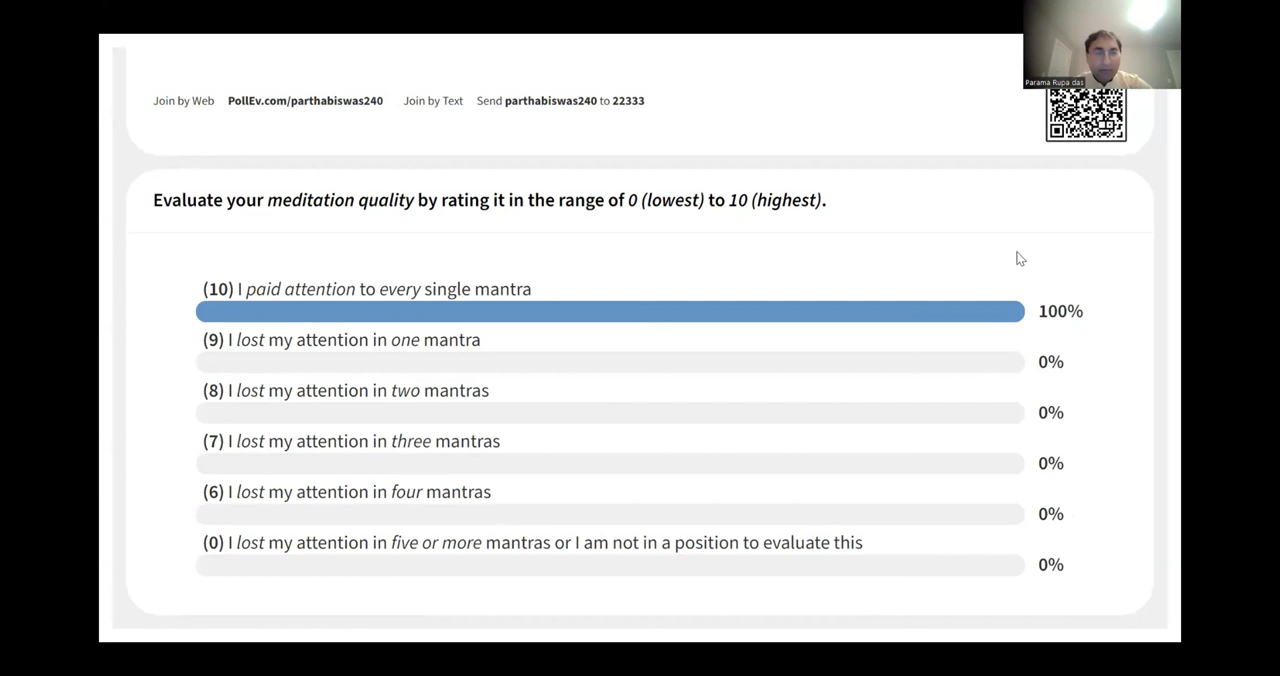 Parama Rupa das
Join by Web PollEv.com/parthabiswas240 Join by Text Send parthabiswas240 to 22333
Evaluate your meditation quality by rating it in the range of 0 (lowest) to 10 (highest).
(10) I paid attention to every single mantra
100%
(9) I lost my attention in one mantra
0%
(8) I lost my attention in two mantras
0%
(7) I lost my attention in three mantras
0%
(6) I lost my attention in four mantras
0%
(0) I lost my attention in five or more mantras or I am not in a position to evaluate this
0%